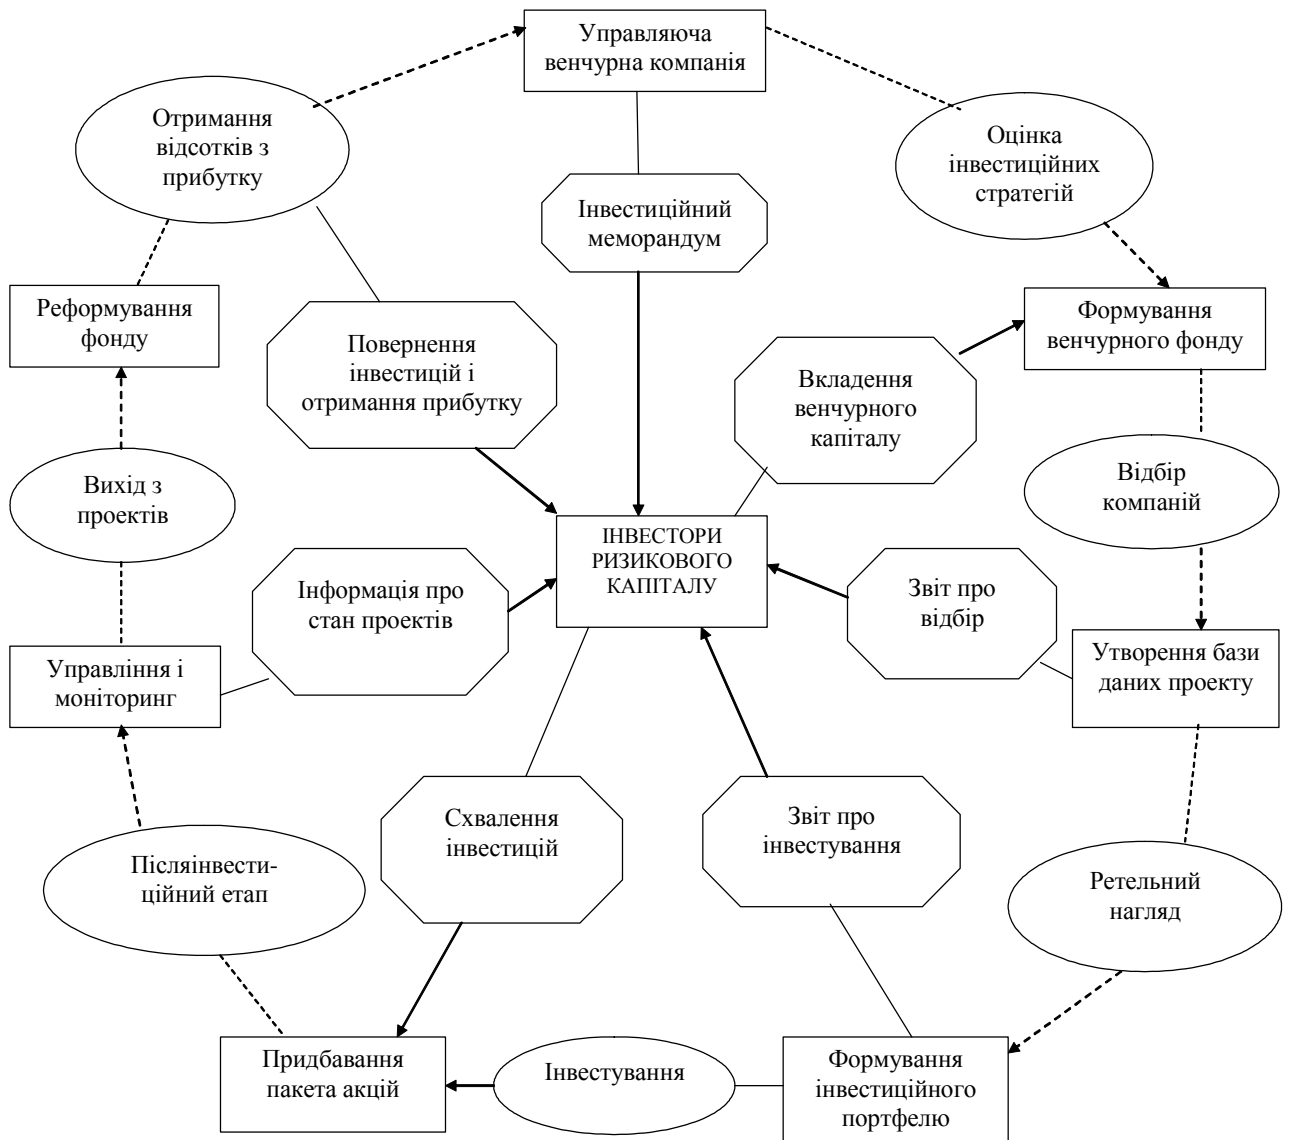 Управляюча
венчурна компанія
Отримання
відсотків з
прибутку
Оцінка
інвестиційних
стратегій
Інвестиційний
меморандум
Реформування
фонду
Повернення
інвестицій і
отримання прибутку
Формування
венчурного фонду
Вкладення
венчурного
капіталу
Вихід з
проектів
Відбір
компаній
ІНВЕСТОРИ
РИЗИКОВОГО
КАПІТАЛУ
Інформація про
стан проектів
Звіт про
відбір
Управління і
моніторинг
Утворення бази
даних проекту
Схвалення
інвестицій
Звіт про
інвестування
Післяінвести-
ційний етап
Ретельний
нагляд
Придбавання
пакета акцій
Інвестування
Формування
інвестиційного
портфелю